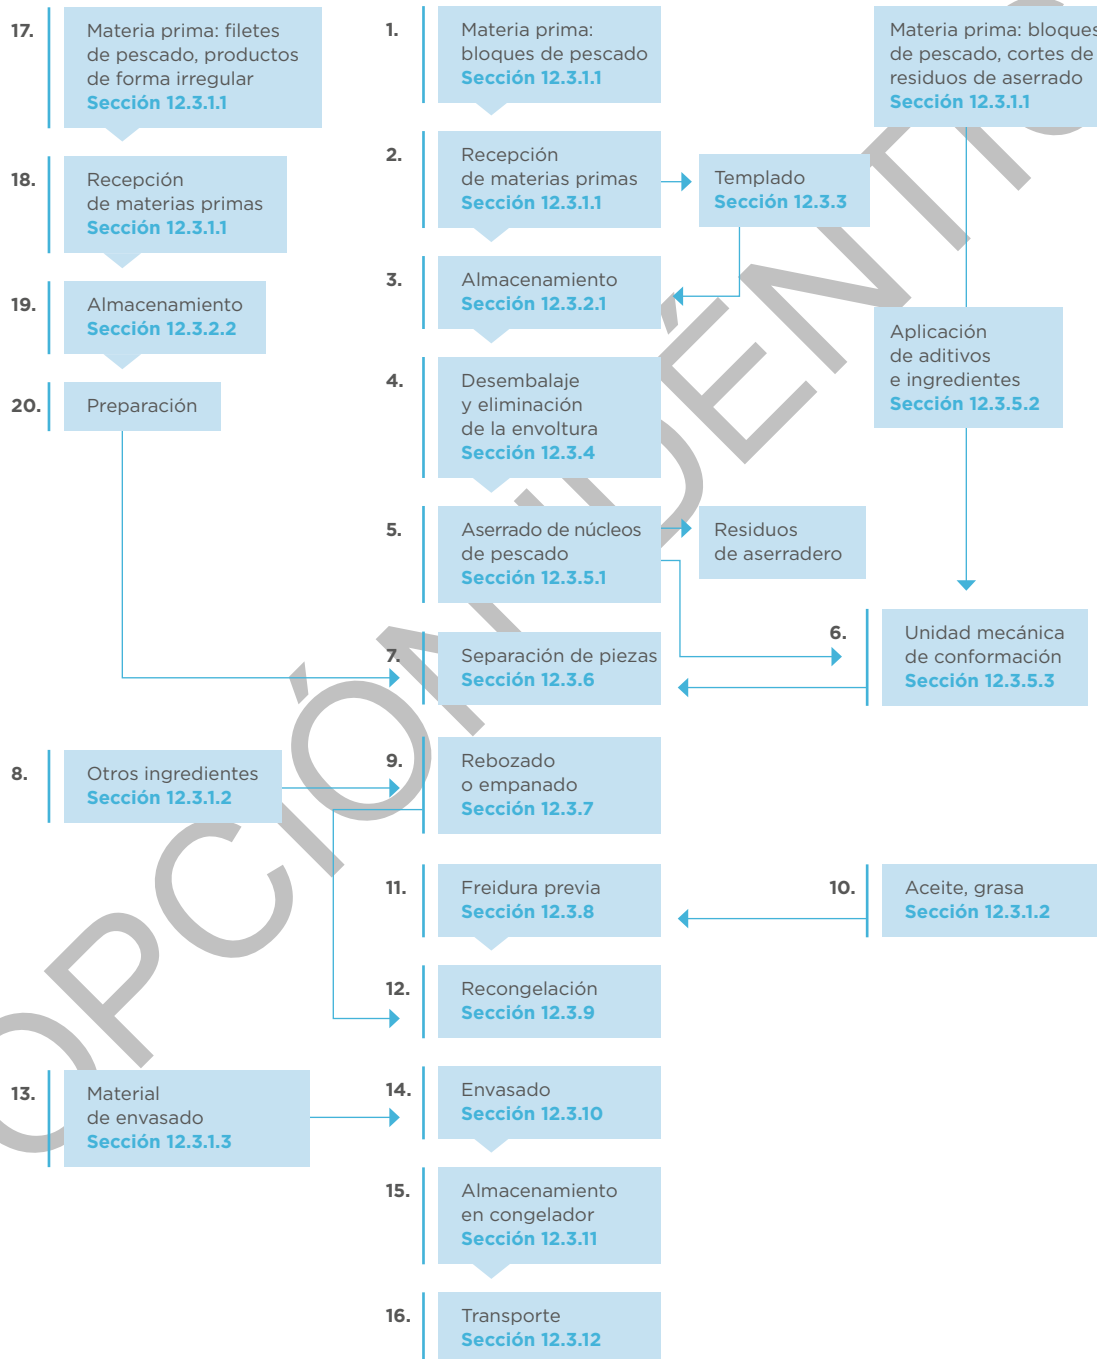 17.
Materia prima: filetes
de pescado, productos
de forma irregular
Sección 12.3.1.1
18.
Recepción
de materias primas
Sección 12.3.1.1
19.
Almacenamiento
Sección 12.3.2.2
20.
Preparación
1.
Materia prima:
bloques de pescado
Sección 12.3.1.1
2.
Recepción
de materias primas
Sección 12.3.1.1
Templado
Sección 12.3.3
3.
Almacenamiento
Sección 12.3.2.1
4.
Desembalaje
y eliminación
de la envoltura
Sección 12.3.4
5.
Aserrado de núcleos
de pescado
Sección 12.3.5.1
Residuos
de aserradero
Materia prima: bloques
de pescado, cortes de
residuos de aserrado
Sección 12.3.1.1
Aplicación
de aditivos
e ingredientes
Sección 12.3.5.2
6.
Unidad mecánica
de conformación
Sección 12.3.5.3
7.
Separación de piezas
Sección 12.3.6
8.
Otros ingredientes
Sección 12.3.1.2
9.
Rebozado
o empanado
Sección 12.3.7
11.
Freidura previa
Sección 12.3.8
10.
Aceite, grasa
Sección 12.3.1.2
12.
Recongelación
Sección 12.3.9
13.
Material
de envasado
Sección 12.3.1.3
14.
Envasado
Sección 12.3.10
15.
Almacenamiento
en congelador
Sección 12.3.11
16.
Transporte
Sección 12.3.12